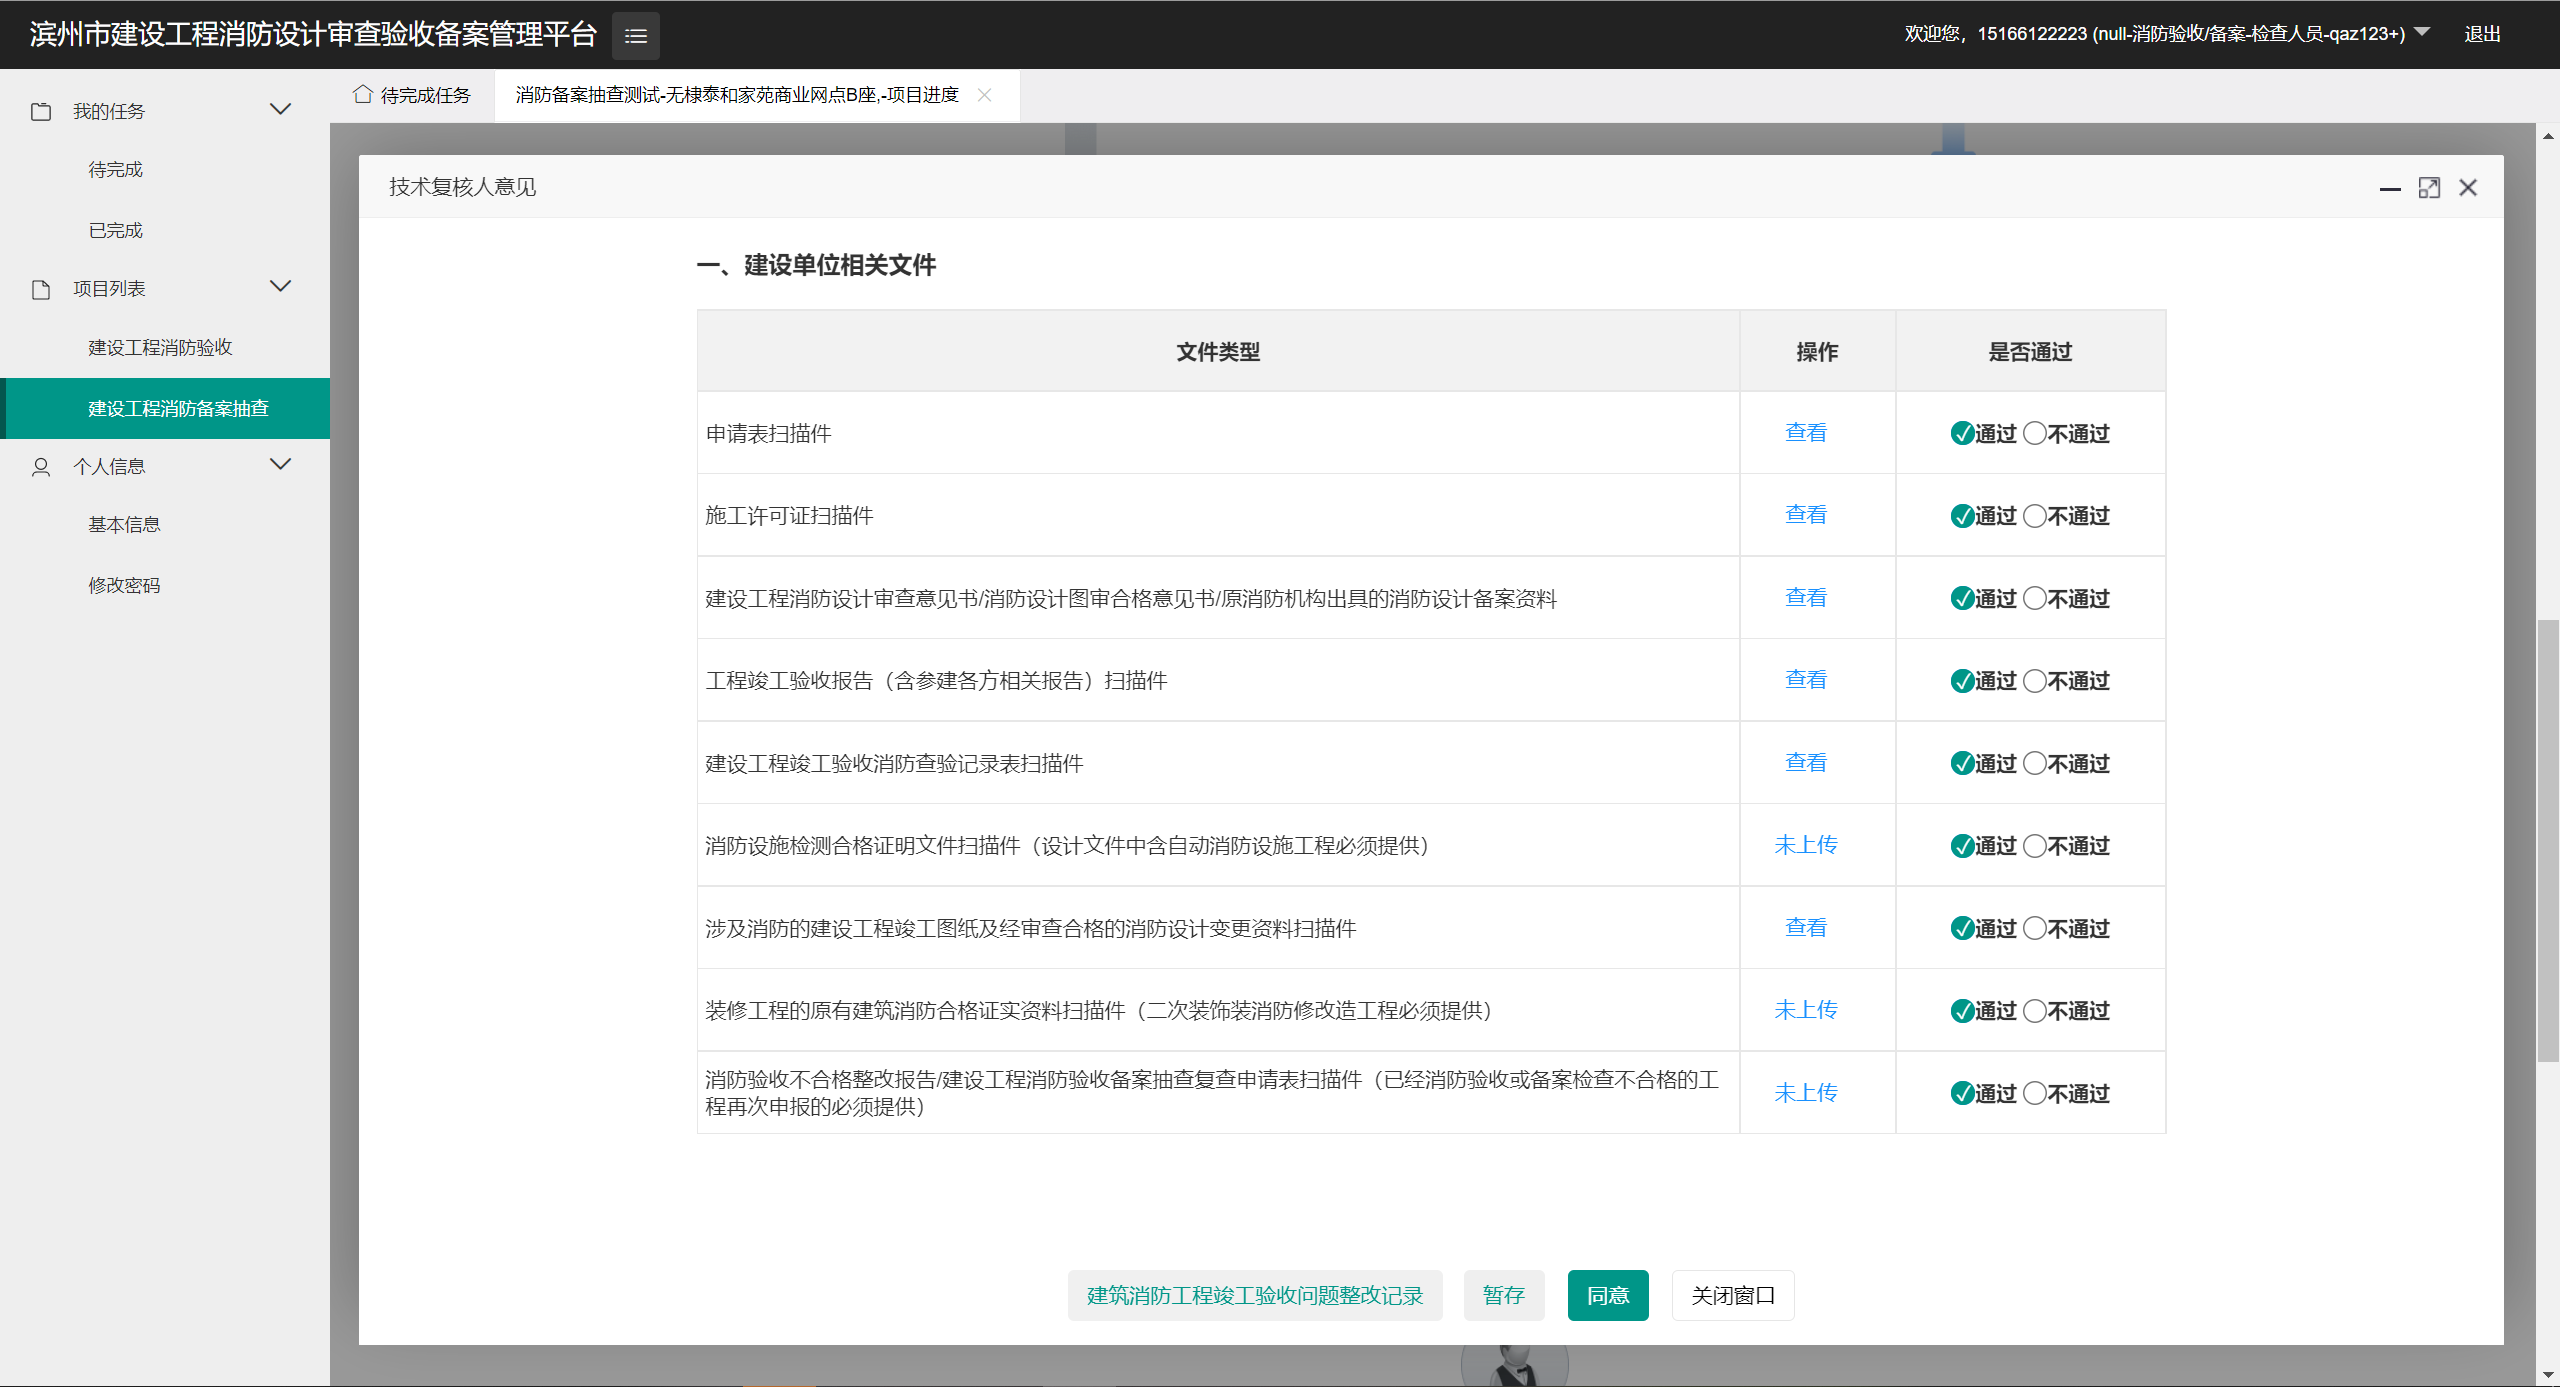 滨州市建设工程消防设计审查验收备案管理平台
欢迎您，15166122223 (null-消防验收/备案-检查人员-qaz123+)
退出
我的任务
待完成
已完成
项目列表
建设工程消防验收
建设工程消防备案抽查
个人信息
基本信息
修改密码
待完成任务
消防备案抽查测试-无棣泰和家苑商业网点B座,-项目进度
技术复核人意见
一、建设单位相关文件
文件类型 操作 是否通过
申请表扫描件 查看 通过 不通过
施工许可证扫描件 查看 通过 不通过
建设工程消防设计审查意见书/消防设计图审合格意见书/原消防机构出具的消防设计备案资料 查看 通过 不通过
工程竣工验收报告（含参建各方相关报告）扫描件 查看 通过 不通过
建设工程竣工验收消防查验记录表扫描件 查看 通过 不通过
消防设施检测合格证明文件扫描件（设计文件中含自动消防设施工程必须提供） 未上传 通过 不通过
涉及消防的建设工程竣工图纸及经审查合格的消防设计变更资料扫描件 查看 通过 不通过
装修工程的原有建筑消防合格证实资料扫描件（二次装饰装消防修改造工程必须提供） 未上传 通过 不通过
消防验收不合格整改报告/建设工程消防验收备案抽查复查申请表扫描件（已经消防验收或备案检查不合格的工
程再次申报的必须提供） 未上传 通过 不通过
建筑消防工程竣工验收问题整改记录 暂存 同意 关闭窗口